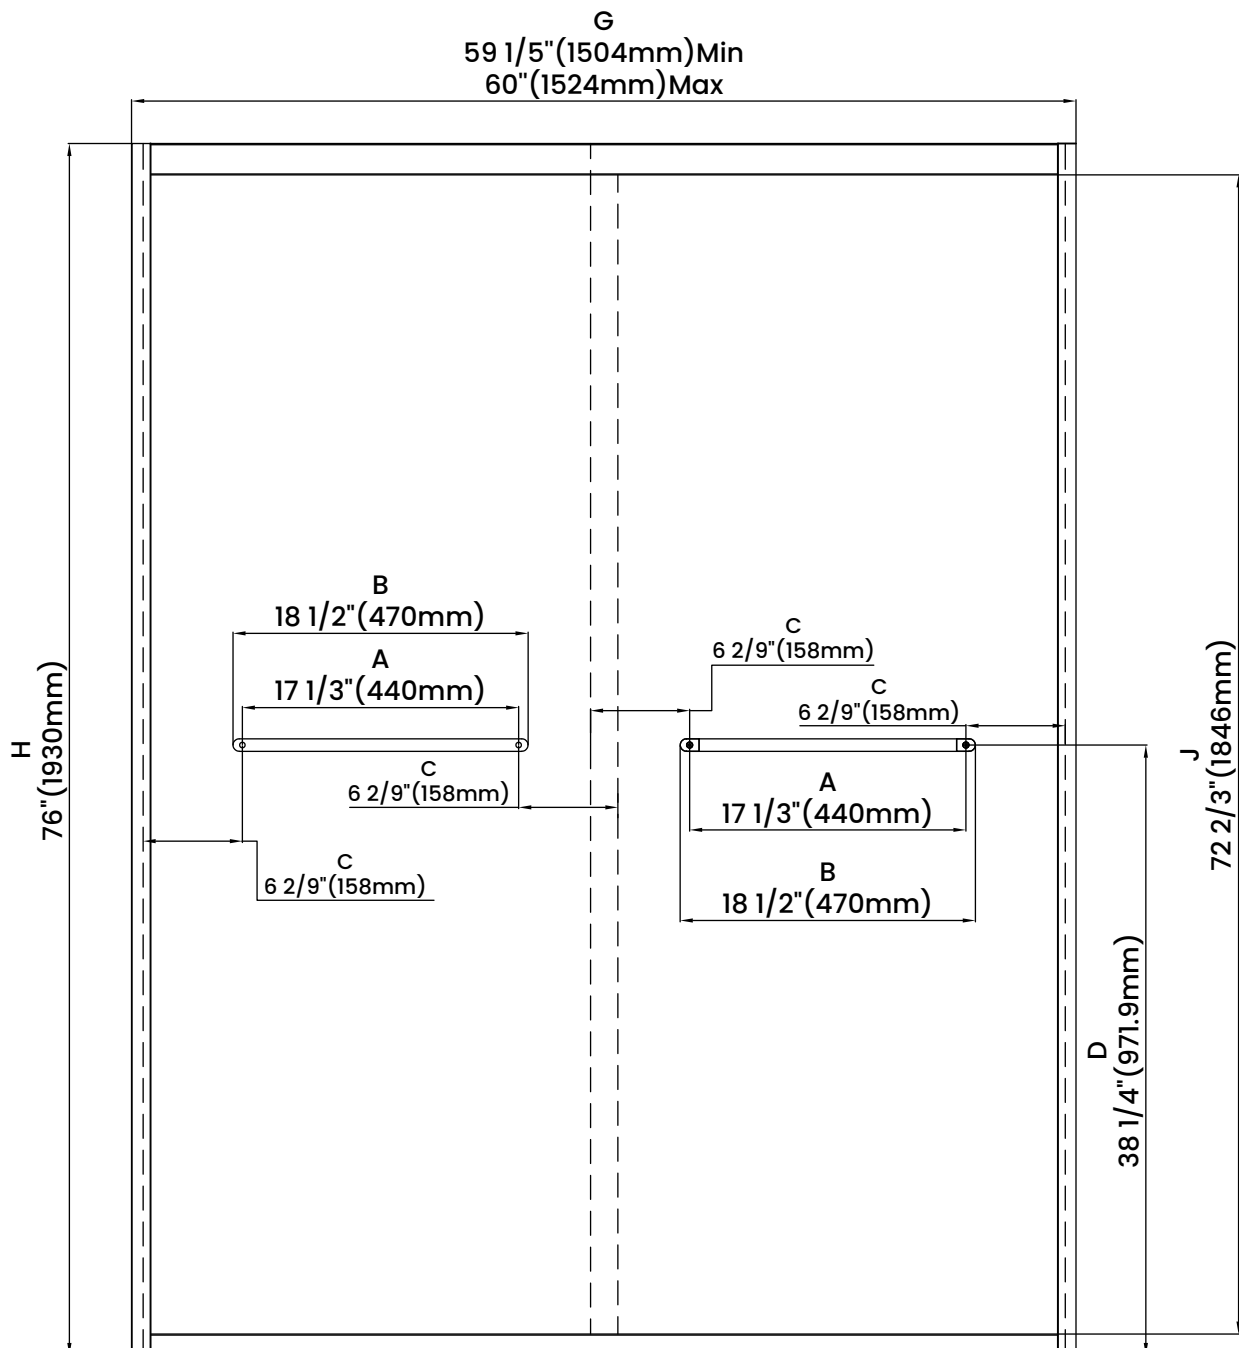 G
59 1/5"(1504mm)Min
60"(1524mm)Max
B
18 1/2"(470mm)
A
17 1/3"(440mm)
C
6 2/9"(158mm)
C
6 2/9"(158mm)
C
6 2/9"(158mm)
C
6 2/9"(158mm)
A
17 1/3"(440mm)
B
18 1/2"(470mm)
H
76"(1930mm)
J
72 2/3"(1846mm)
D
38 1/4"(971.9mm)